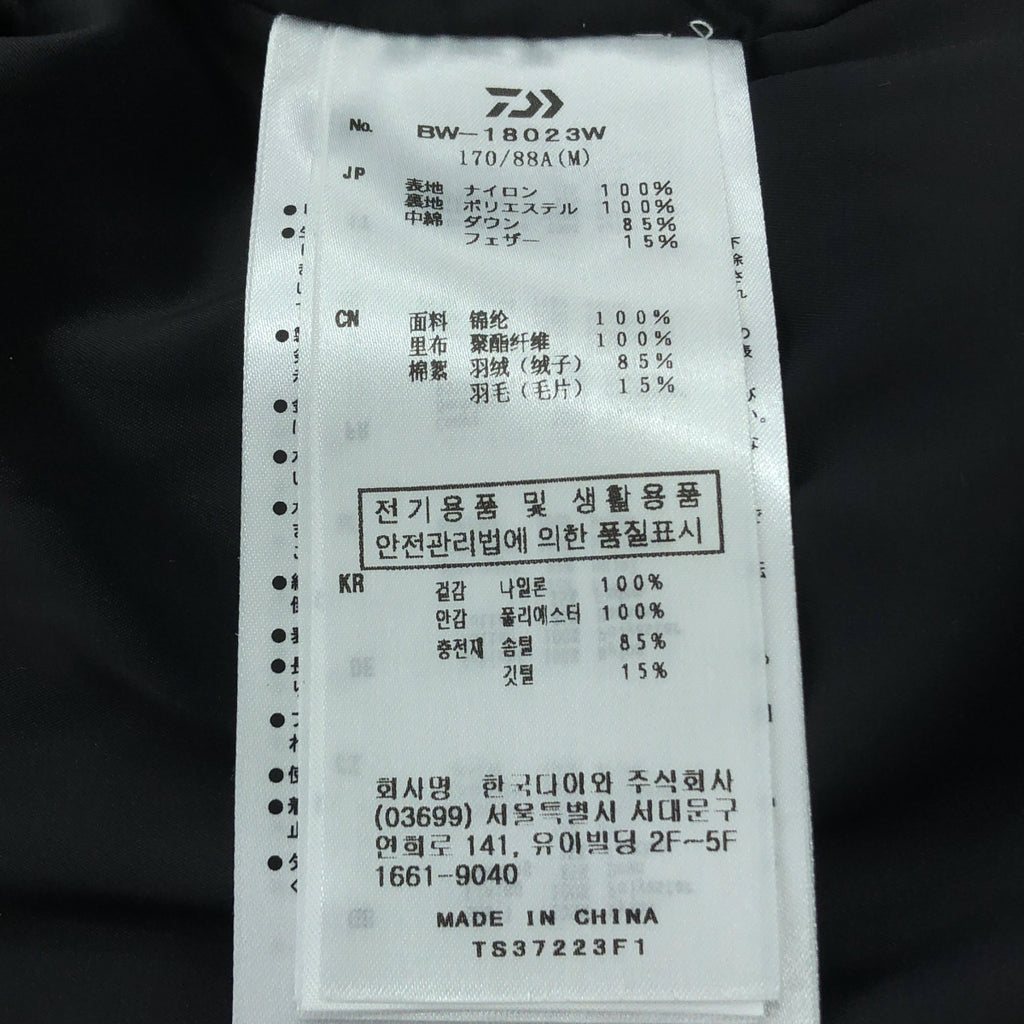 No. BW-18023W
170/88A(M)
JP
表地 ナイロン 100%
裏地 ポリエステル 100%
中綿 ダウン 85%
フェザー 15%
CN
面料 锦纶 100%
里布 聚酯纤维 100%
棉絮 羽绒(绒子) 85%
羽毛(毛片) 15%
전기용품 및 생활용품
안전관리법에 의한 품질표시
KR
겉감 나일론 100%
안감 폴리에스터 100%
충전재 솜털 85%
깃털 15%
회사명 한국다이와 주식회사
(03699) 서울특별시 서대문구
연희로 141, 유아빌딩 2F~5F
1661-9040
MADE IN CHINA
TS37223F1